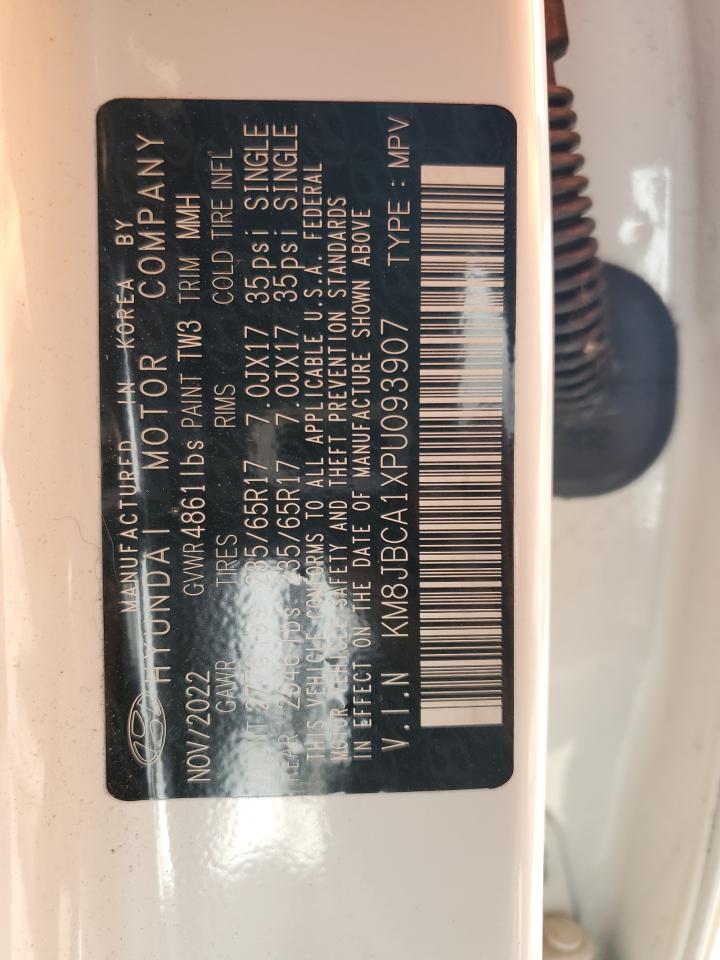 MANUFACTURED IN KOREA BY
HYUNDAI MOTOR COMPANY
NOV/2022 GVWR 4861lbs PAINT TW3 TRIM MMH
GAWR TIRES RIMS COLD TIRE INFL
235/65R17 7.0JX17 35psi SINGLE
REAR 235/65R17 7.0JX17 35psi SINGLE
THIS VEHICLE CONFORMS TO ALL APPLICABLE U.S.A. FEDERAL
MOTOR VEHICLE SAFETY AND THEFT PREVENTION STANDARDS
IN EFFECT ON THE DATE OF MANUFACTURE SHOWN ABOVE
V.I.N KM8JBCA1XPU093907 TYPE : MPV